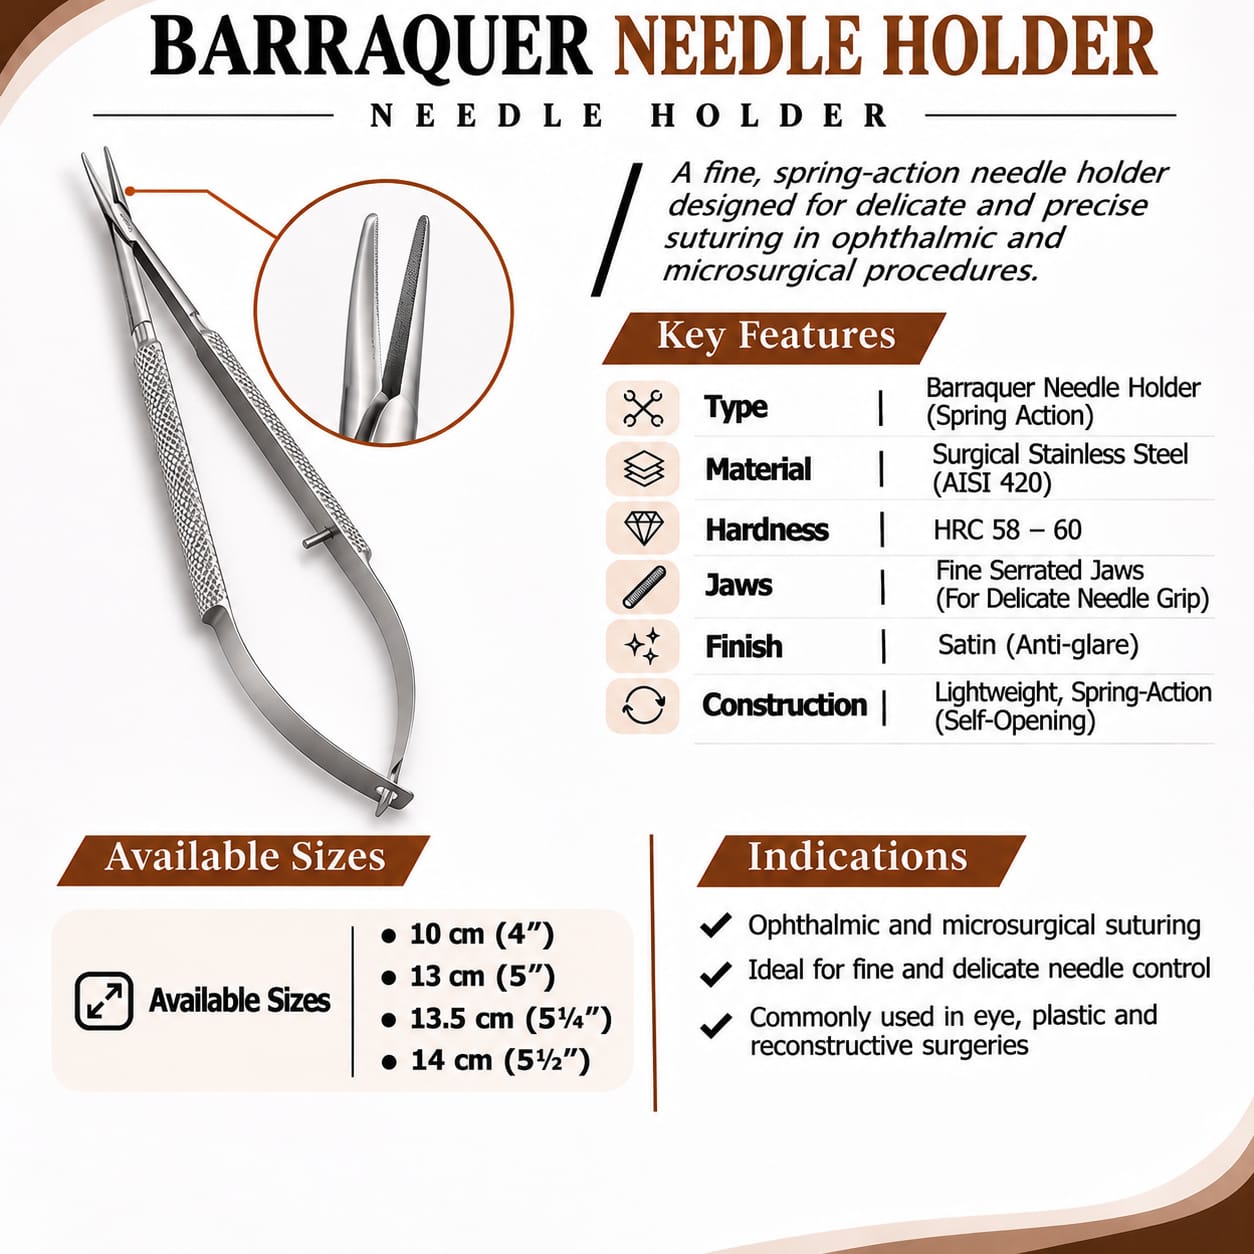 BARRAQUER NEEDLE HOLDER
NEEDLE HOLDER
A fine, spring-action needle holder
designed for delicate and precise
suturing in ophthalmic and
microsurgical procedures.
Key Features
Type | Barraquer Needle Holder
(Spring Action)
Material | Surgical Stainless Steel
(AISI 420)
Hardness | HRC 58 – 60
Jaws | Fine Serrated Jaws
(For Delicate Needle Grip)
Finish | Satin (Anti-glare)
Construction | Lightweight, Spring-Action
(Self-Opening)
Available Sizes
Available Sizes
• 10 cm (4″)
• 13 cm (5″)
• 13.5 cm (5¼″)
• 14 cm (5½″)
Indications
✔ Ophthalmic and microsurgical suturing
✔ Ideal for fine and delicate needle control
✔ Commonly used in eye, plastic and
reconstructive surgeries